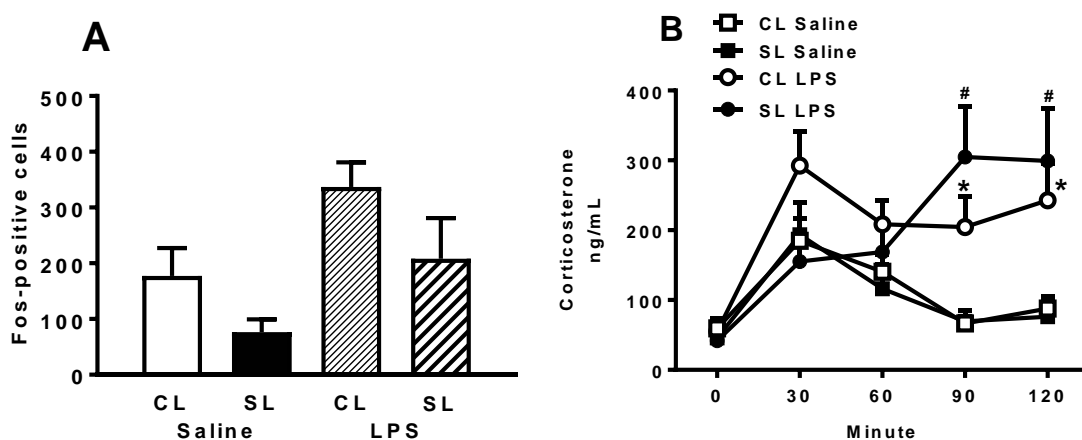 A
Fos-positive cells
500
400
300
200
100
0
CL SL CL SL
Saline LPS
B
CL Saline
SL Saline
CL LPS
SL LPS
Corticosterone
ng/mL
400
300
200
100
0
# #
* *
0 30 60 90 120
Minute